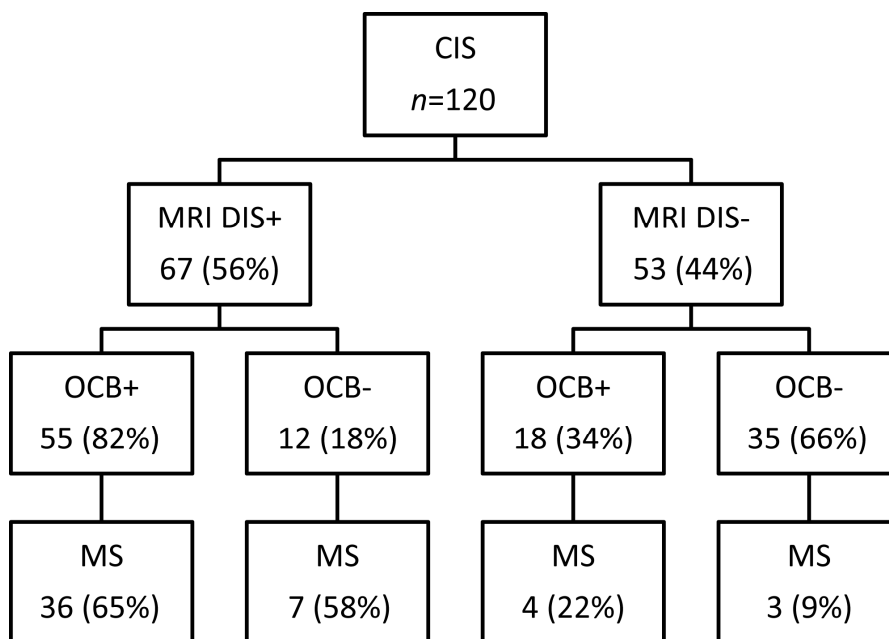 CIS
n=120
MRI DIS+
67 (56%)
MRI DIS-
53 (44%)
OCB+
55 (82%)
OCB-
12 (18%)
OCB+
18 (34%)
OCB-
35 (66%)
MS
36 (65%)
MS
7 (58%)
MS
4 (22%)
MS
3 (9%)